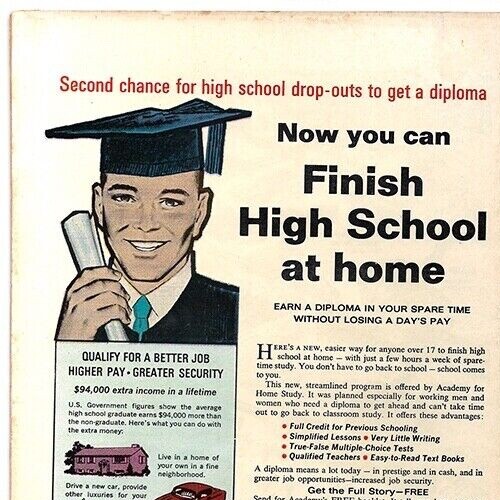 Second chance for high school drop-outs to get a diploma
Now you can
Finish
High School
at home
EARN A DIPLOMA IN YOUR SPARE TIME
WITHOUT LOSING A DAY'S PAY
HERE'S A NEW, easier way for anyone over 17 to finish high
school at home — with just a few hours a week of spare-
time study. You don't have to go back to school — school comes
to you.
This new, streamlined program is offered by Academy for
Home Study. It was planned especially for working men and
women who need a diploma to get ahead and can't take time
out to go back to classroom study. It offers these advantages:
• Full Credit for Previous Schooling
• Simplified Lessons • Very Little Writing
• True-False Multiple-Choice Tests
• Qualified Teachers • Easy-to-Read Text Books
A diploma means a lot today — in prestige and in cash, and in
greater job opportunities—increased job security.
Get the Full Story—FREE
Send for Academy's FREE
QUALIFY FOR A BETTER JOB
HIGHER PAY · GREATER SECURITY
$94,000 extra income in a lifetime
U.S. Government figures show the average
high school graduate earns $94,000 more than
the non-graduate. Here's what you can do with
the extra money:
Live in a home of
your own in a fine
neighborhood.
Drive a new car, provide
other luxuries for your